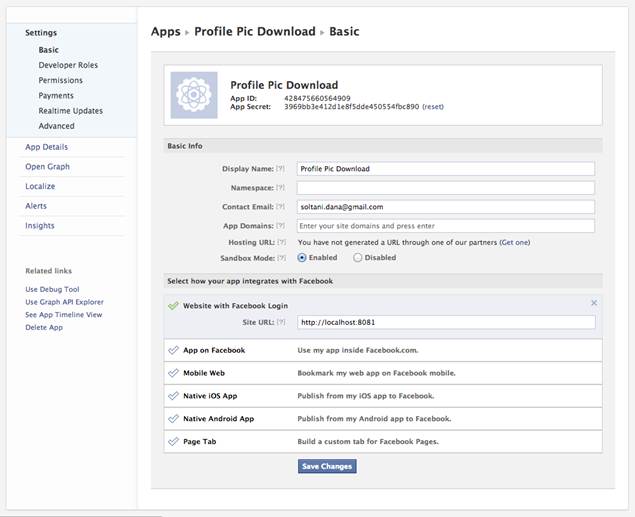 Settings
Basic
Developer Roles
Permissions
Payments
Realtime Updates
Advanced
App Details
Open Graph
Localize
Alerts
Insights
Related links
Use Debug Tool
Use Graph API Explorer
See App Timeline View
Delete App
Apps ▸ Profile Pic Download ▸ Basic
Profile Pic Download
App ID: 428475660564909
App Secret: 3969bb3e412d1e8f5dde450554fbc890 (reset)
Basic Info
Display Name: [?] Profile Pic Download
Namespace: [?]
Contact Email: [?] soltani.dana@gmail.com
App Domains: [?] Enter your site domains and press enter
Hosting URL: [?] You have not generated a URL through one of our partners (Get one)
Sandbox Mode: [?] Enabled Disabled
Select how your app integrates with Facebook
Website with Facebook Login
Site URL: [?] http://localhost:8081
App on Facebook Use my app inside Facebook.com.
Mobile Web Bookmark my web app on Facebook mobile.
Native iOS App Publish from my iOS app to Facebook.
Native Android App Publish from my Android app to Facebook.
Page Tab Build a custom tab for Facebook Pages.
Save Changes